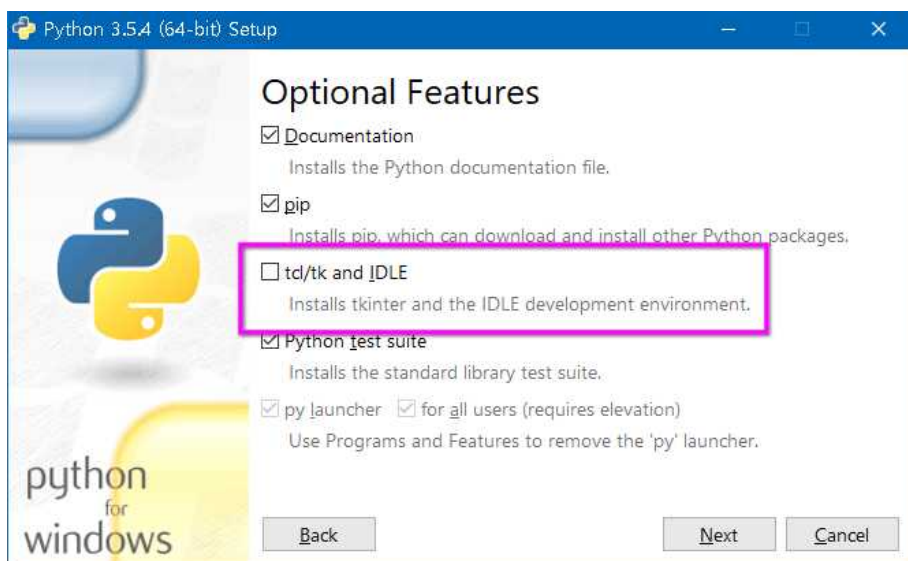 Python 3.5.4 (64-bit) Setup
Optional Features
Documentation
Installs the Python documentation file.
pip
Installs pip, which can download and install other Python packages.
tcl/tk and IDLE
Installs tkinter and the IDLE development environment.
Python test suite
Installs the standard library test suite.
py launcher for all users (requires elevation)
Use Programs and Features to remove the 'py' launcher.
python
for
windows
Back Next Cancel